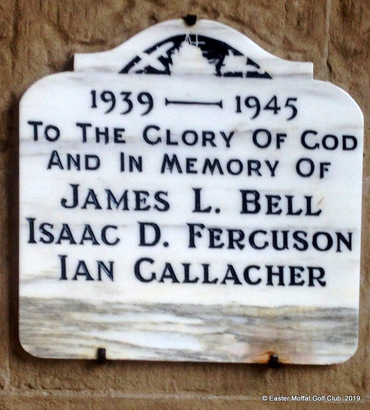 1939 — 1945
To The Glory Of God
And In Memory Of
James L. Bell
Isaac D. Ferguson
Ian Gallacher
© Easter Moffat Golf Club 2019